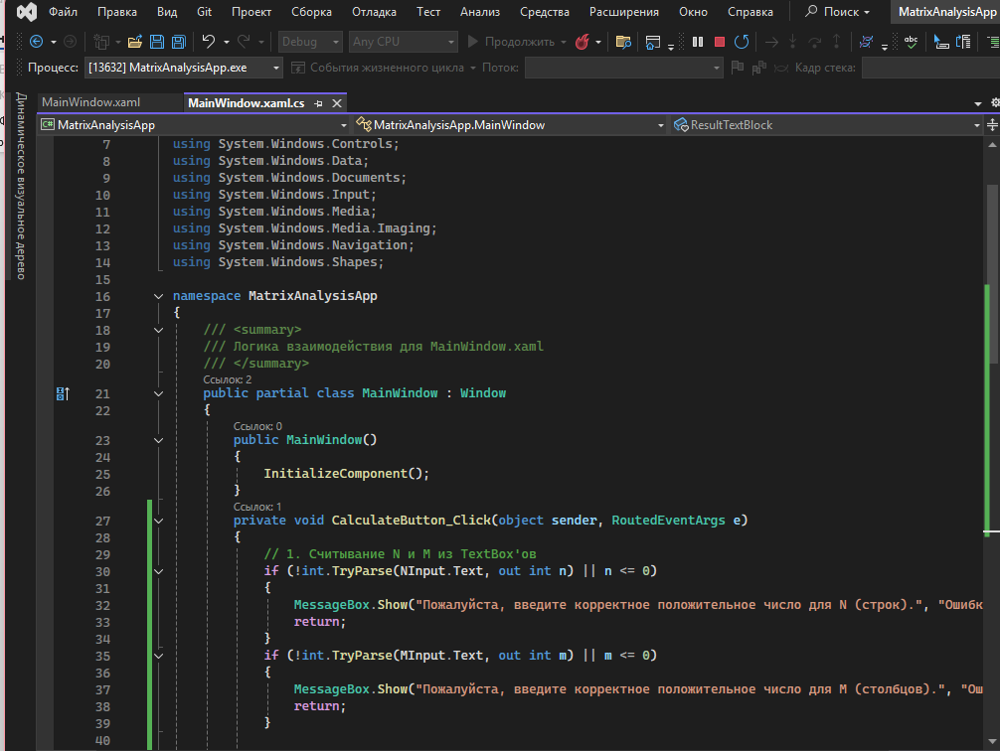 Файл Правка Вид Git Проект Сборка Отладка Тест Анализ Средства Расширения Окно Справка Поиск MatrixAnalysisApp
Debug Any CPU Продолжить abc
Процесс: [13632] MatrixAnalysisApp.exe События жизненного цикла Поток: Кадр стека:
Динамическое визуальное дерево
MainWindow.xaml MainWindow.xaml.cs
C# MatrixAnalysisApp MatrixAnalysisApp.MainWindow ResultTextBlock
7 using System.Windows.Controls;
8 using System.Windows.Data;
9 using System.Windows.Documents;
10 using System.Windows.Input;
11 using System.Windows.Media;
12 using System.Windows.Media.Imaging;
13 using System.Windows.Navigation;
14 using System.Windows.Shapes;
15
16 namespace MatrixAnalysisApp
17 {
18 /// <summary>
19 /// Логика взаимодействия для MainWindow.xaml
20 /// </summary>
Ссылок: 2
21 public partial class MainWindow : Window
22 {
Ссылок: 0
23 public MainWindow()
24 {
25 InitializeComponent();
26 }
Ссылок: 1
27 private void CalculateButton_Click(object sender, RoutedEventArgs e)
28 {
29 // 1. Считывание N и M из TextBox'ов
30 if (!int.TryParse(NInput.Text, out int n) || n <= 0)
31 {
32 MessageBox.Show("Пожалуйста, введите корректное положительное число для N (строк).", "Ошибк
33 return;
34 }
35 if (!int.TryParse(MInput.Text, out int m) || m <= 0)
36 {
37 MessageBox.Show("Пожалуйста, введите корректное положительное число для M (столбцов).", "Ош
38 return;
39 }
40